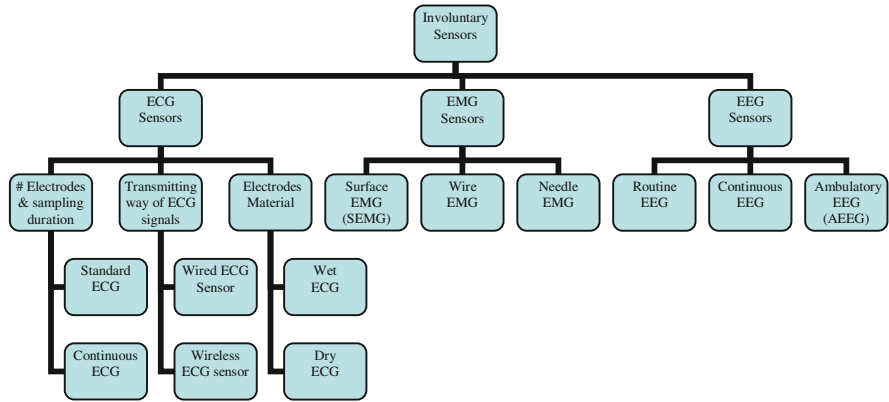 Involuntary
Sensors
ECG
Sensors
EMG
Sensors
EEG
Sensors
# Electrodes
& sampling
duration
Transmitting
way of ECG
signals
Electrodes
Material
Surface
EMG
(SEMG)
Wire
EMG
Needle
EMG
Routine
EEG
Continuous
EEG
Ambulatory
EEG
(AEEG)
Standard
ECG
Wired ECG
Sensor
Wet
ECG
Continuous
ECG
Wireless
ECG sensor
Dry
ECG